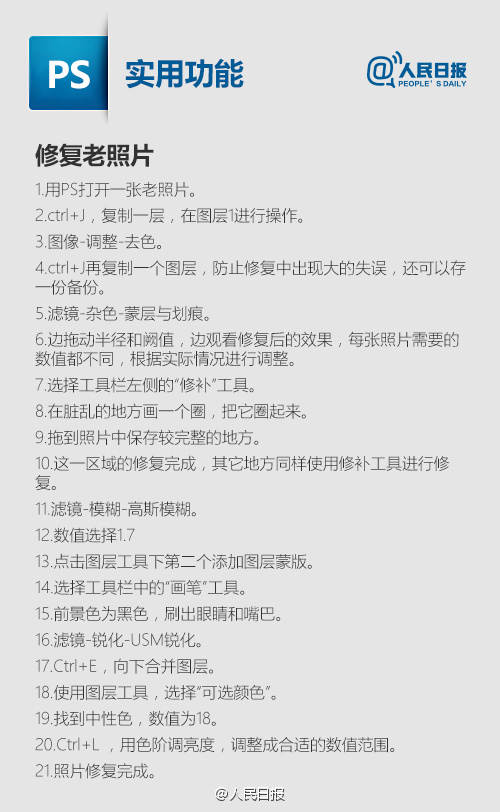 PS
实用功能
@人民日报
PEOPLE'S DAILY
修复老照片
1.用PS打开一张老照片。
2.ctrl+J，复制一层，在图层1进行操作。
3.图像-调整-去色。
4.ctrl+J再复制一个图层，防止修复中出现大的失误，还可以存
一份备份。
5.滤镜-杂色-蒙层与划痕。
6.边拖动半径和阙值，边观看修复后的效果，每张照片需要的
数值都不同，根据实际情况进行调整。
7.选择工具栏左侧的“修补”工具。
8.在脏乱的地方画一个圈，把它圈起来。
9.拖到照片中保存较完整的地方。
10.这一区域的修复完成，其它地方同样使用修补工具进行修
复。
11.滤镜-模糊-高斯模糊。
12.数值选择1.7
13.点击图层工具下第二个添加图层蒙版。
14.选择工具栏中的“画笔”工具。
15.前景色为黑色，刷出眼睛和嘴巴。
16.滤镜-锐化-USM锐化。
17.Ctrl+E，向下合并图层。
18.使用图层工具，选择“可选颜色”。
19.找到中性色，数值为18。
20.Ctrl+L ，用色阶调亮度，调整成合适的数值范围。
21.照片修复完成。
@人民日报